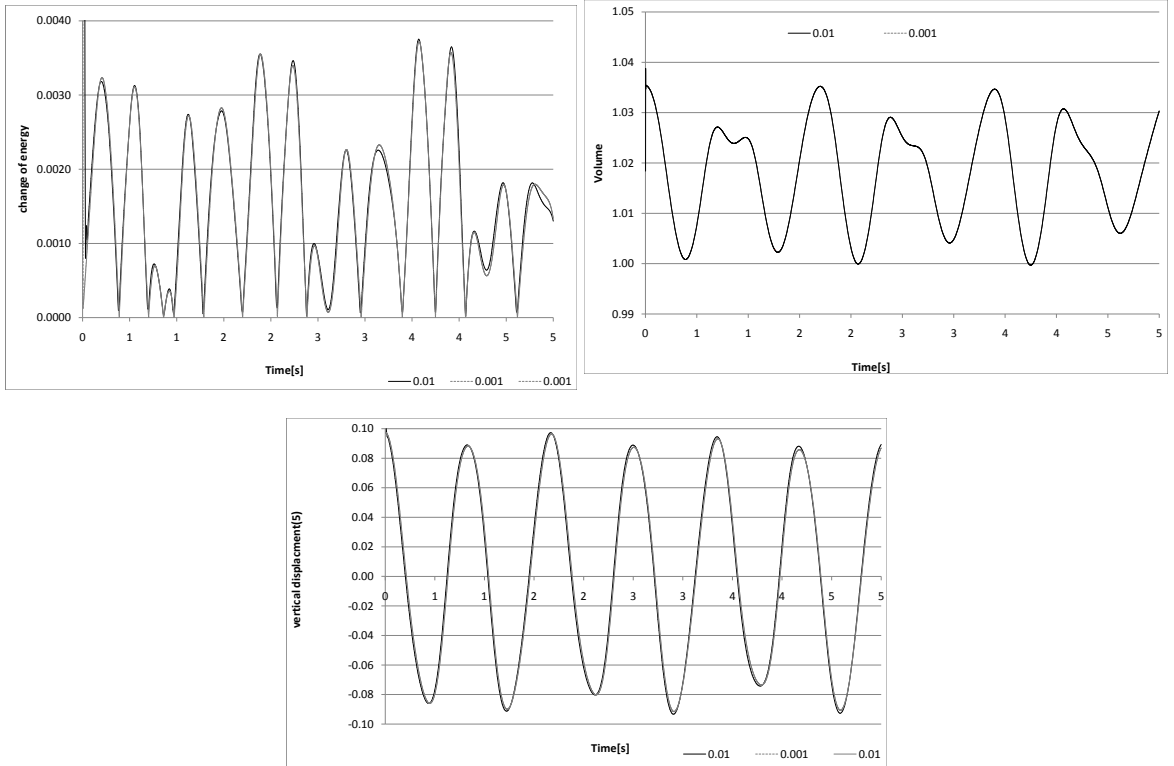 0.0040
0.0030
0.0020
0.0010
0.0000
change of energy
0 1 1 2 2 3 3 4 4 5 5
Time[s]
0.01 0.001 0.001
1.05
1.04
1.03
1.02
1.01
1.00
0.99
Volume
0.01 0.001
0 1 1 2 2 3 3 4 4 5 5
Time[s]
0.10
0.08
0.06
0.04
0.02
0.00
-0.02
-0.04
-0.06
-0.08
-0.10
vertical displacment(5)
0 1 1 2 2 3 3 4 4 5 5
Time[s]
0.01 0.001 0.01